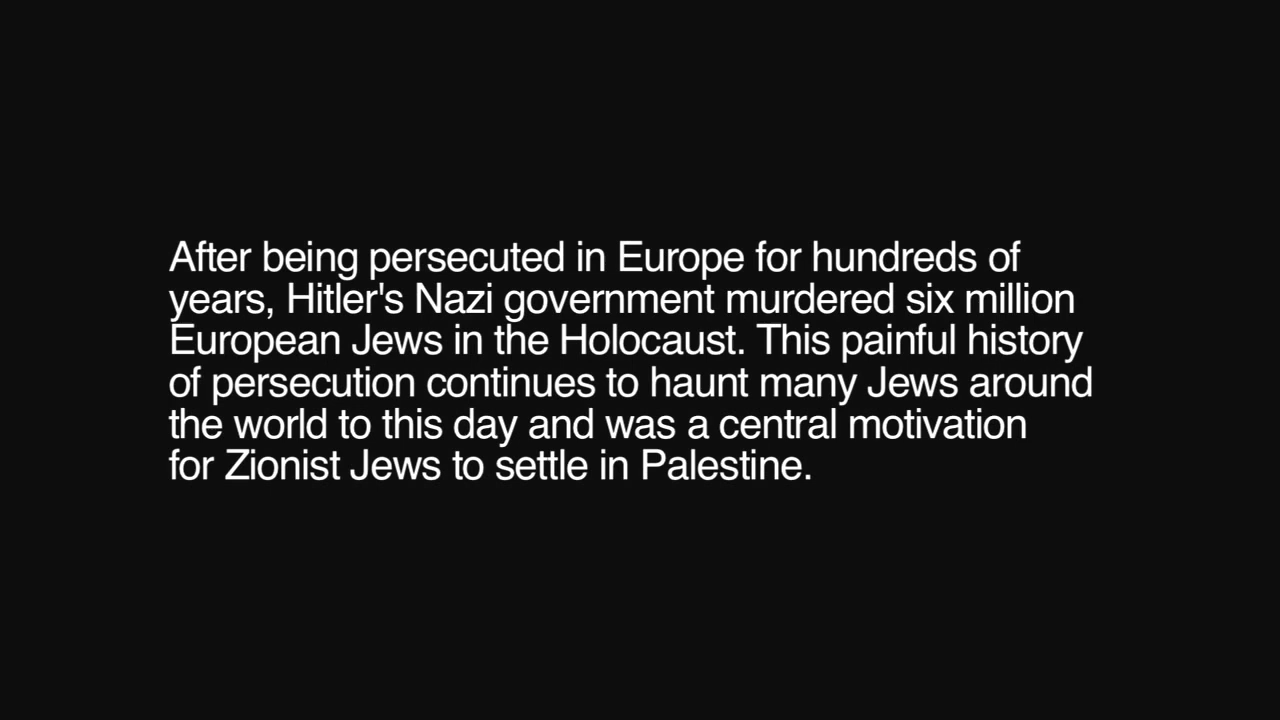 After being persecuted in Europe for hundreds of
years, Hitler's Nazi government murdered six million
European Jews in the Holocaust. This painful history
of persecution continues to haunt many Jews around
the world to this day and was a central motivation
for Zionist Jews to settle in Palestine.